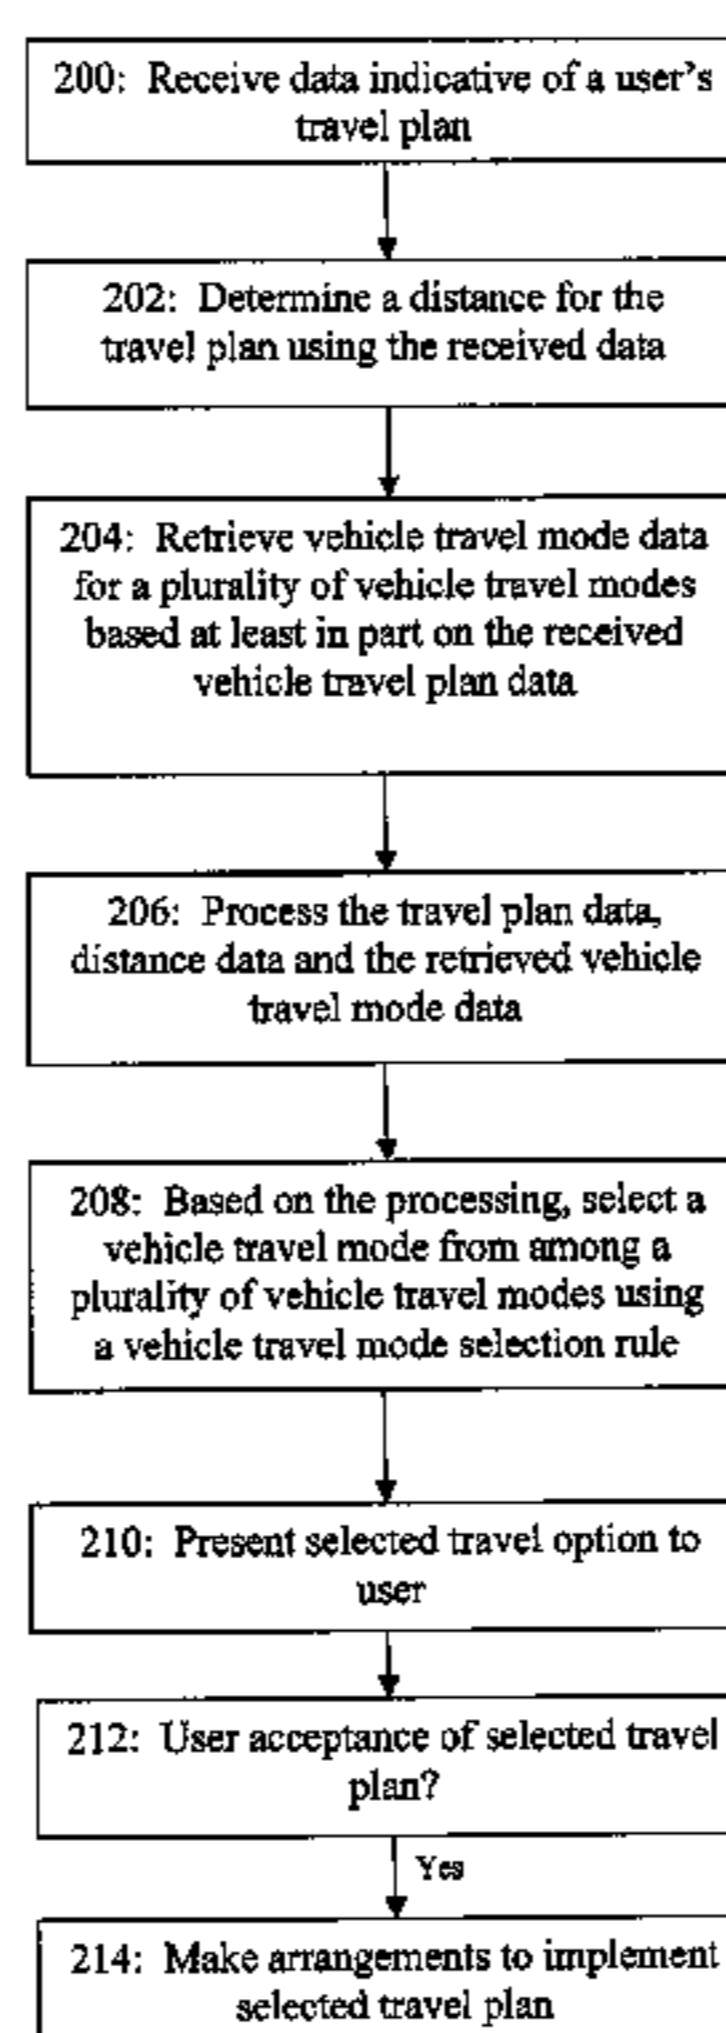 200: Receive data indicative of a user's
travel plan
202: Determine a distance for the
travel plan using the received data
204: Retrieve vehicle travel mode data
for a plurality of vehicle travel modes
based at least in part on the received
vehicle travel plan data
206: Process the travel plan data,
distance data and the retrieved vehicle
travel mode data
208: Based on the processing, select a
vehicle travel mode from among a
plurality of vehicle travel modes using
a vehicle travel mode selection rule
210: Present selected travel option to
user
212: User acceptance of selected travel
plan?
Yes
214: Make arrangements to implement
selected travel plan